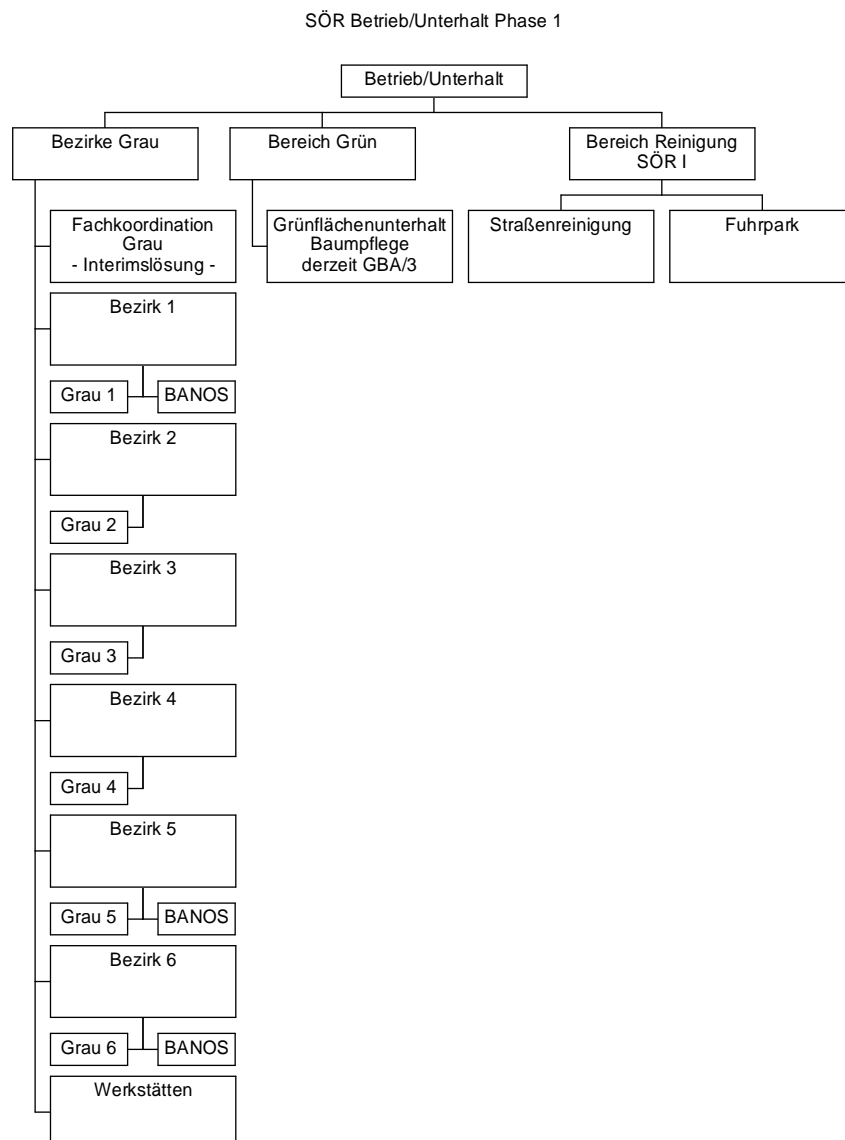 SÖR Betrieb/Unterhalt Phase 1
Betrieb/Unterhalt
Bezirke Grau
Bereich Grün
Bereich Reinigung
SÖR I
Fachkoordination
Grau
- Interimslösung -
Grünflächenunterhalt
Baumpflege
derzeit GBA/3
Straßenreinigung
Fuhrpark
Bezirk 1
Grau 1
BANOS
Bezirk 2
Grau 2
Bezirk 3
Grau 3
Bezirk 4
Grau 4
Bezirk 5
Grau 5
BANOS
Bezirk 6
Grau 6
BANOS
Werkstätten